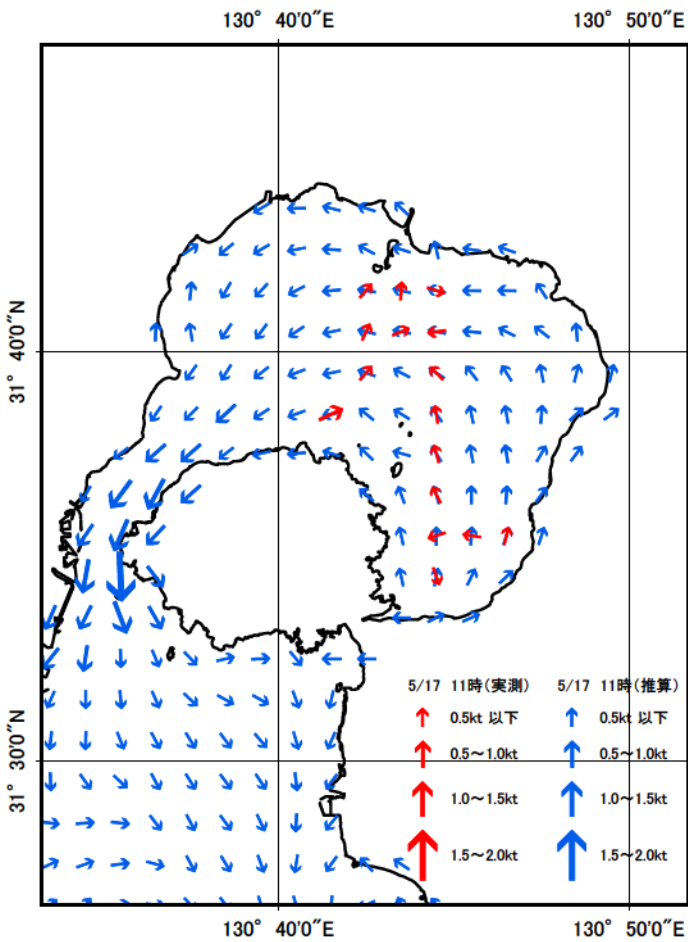 130° 40′0″E 130° 50′0″E
31° 40′0″N
31° 30′0″N
5/17 11時(実測) 5/17 11時(推算)
0.5kt 以下 0.5kt 以下
0.5～1.0kt 0.5～1.0kt
1.0～1.5kt 1.0～1.5kt
1.5～2.0kt 1.5～2.0kt
130° 40′0″E 130° 50′0″E